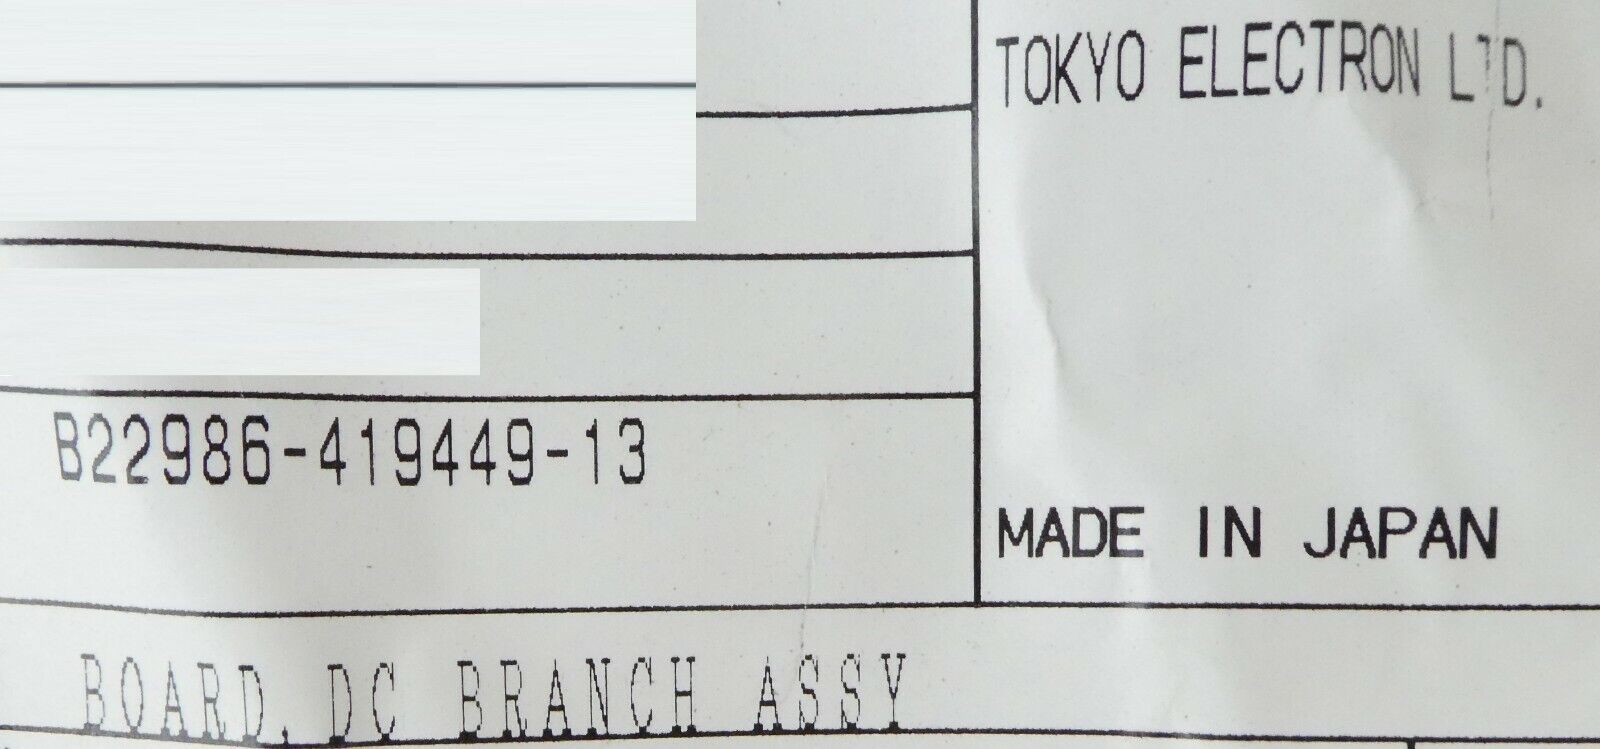 TOKYO ELECTRON LTD.
B22986-419449-13
MADE IN JAPAN
BOARD, DC BRANCH ASSY